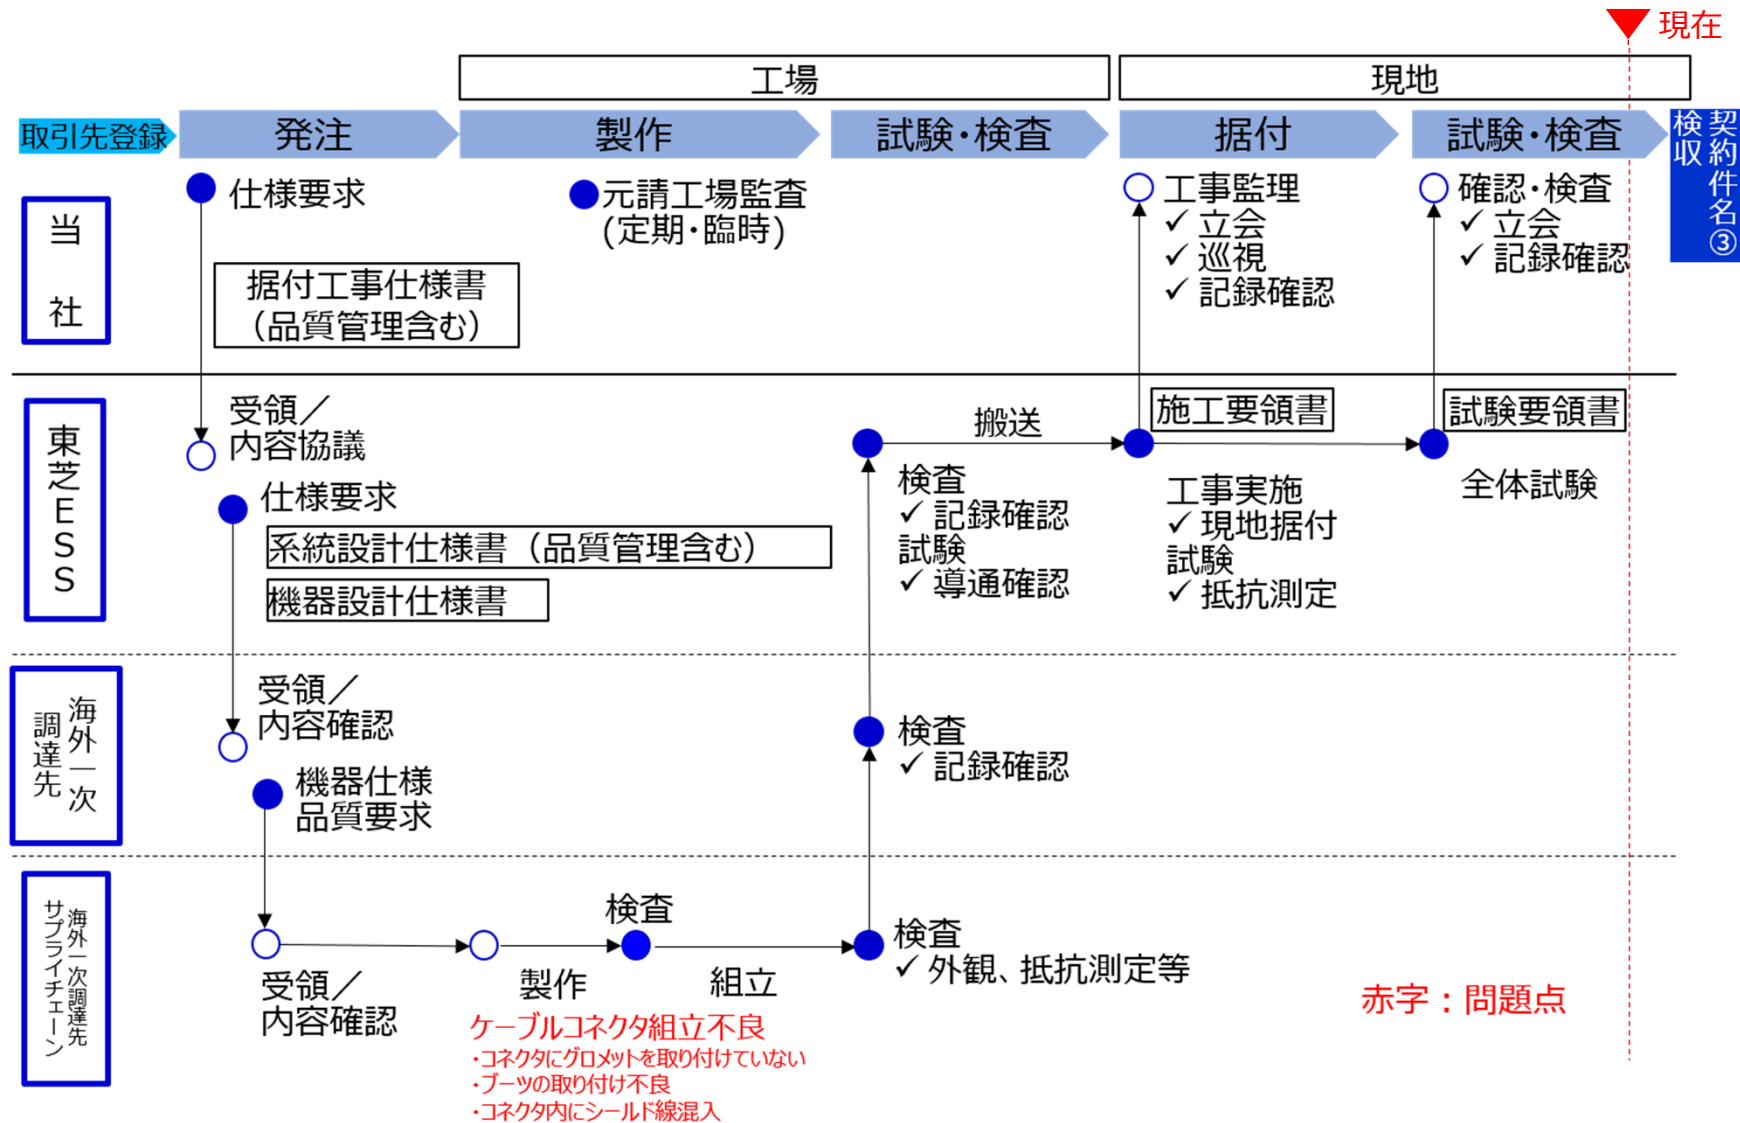 現在
工場
現地
取引先登録
発注
製作
試験・検査
据付
試験・検査
契約件名③
検収
当社
仕様要求
元請工場監査
(定期・臨時)
工事監理
✓ 立会
✓ 巡視
✓ 記録確認
確認・検査
✓ 立会
✓ 記録確認
据付工事仕様書
（品質管理含む）
東芝ESS
受領／
内容協議
仕様要求
系統設計仕様書（品質管理含む）
機器設計仕様書
搬送
検査
✓ 記録確認
試験
✓ 導通確認
施工要領書
工事実施
✓ 現地据付
試験
✓ 抵抗測定
試験要領書
全体試験
海外一次
調達先
受領／
内容確認
機器仕様
品質要求
検査
✓ 記録確認
海外一次調達先
サプライチェーン
受領／
内容確認
製作
検査
組立
検査
✓ 外観、抵抗測定等
ケーブルコネクタ組立不良
・コネクタにグロメットを取り付けていない
・ブーツの取り付け不良
・コネクタ内にシールド線混入
赤字：問題点